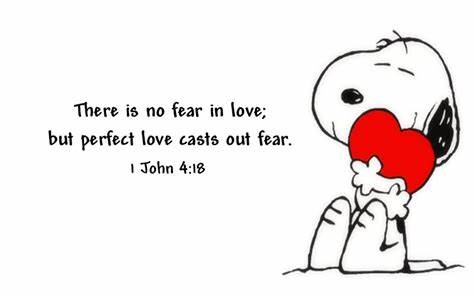 There is no fear in love;
but perfect love casts out fear.
1 John 4:18